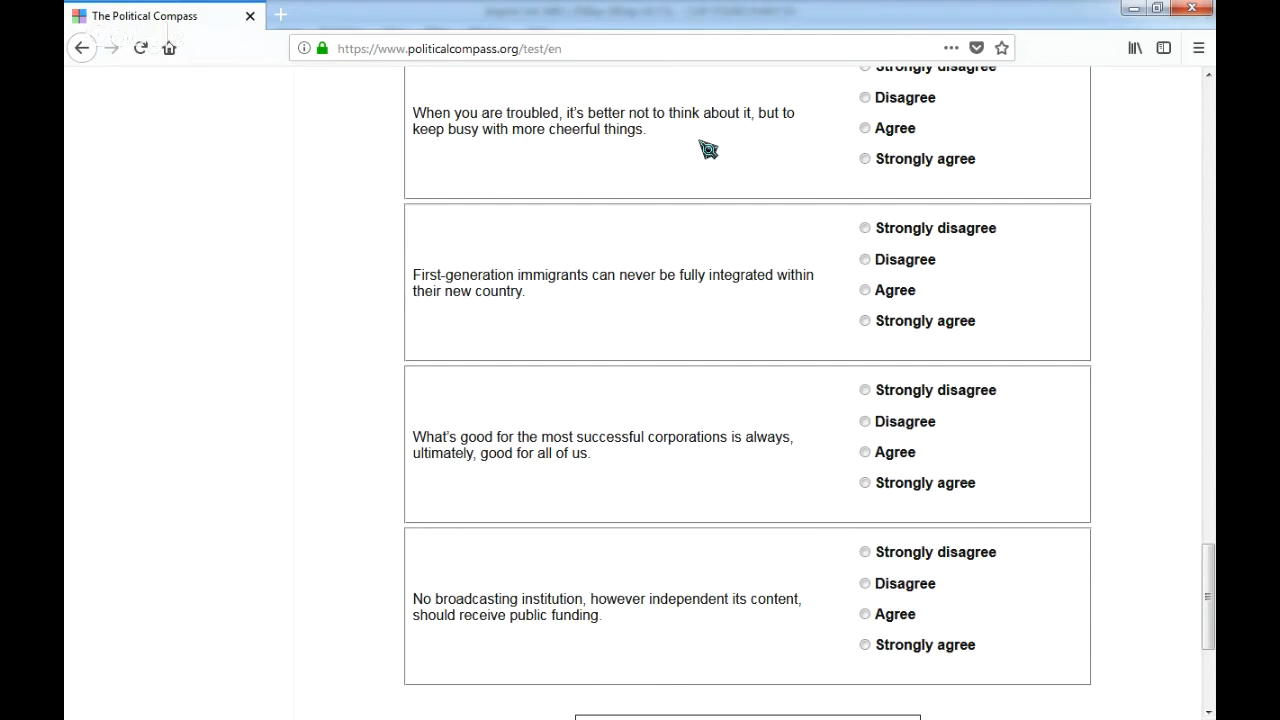 The Political Compass
https://www.politicalcompass.org/test/en
Strongly disagree
When you are troubled, it's better not to think about it, but to
keep busy with more cheerful things.
Disagree
Agree
Strongly agree
First-generation immigrants can never be fully integrated within
their new country.
Strongly disagree
Disagree
Agree
Strongly agree
What's good for the most successful corporations is always,
ultimately, good for all of us.
Strongly disagree
Disagree
Agree
Strongly agree
No broadcasting institution, however independent its content,
should receive public funding.
Strongly disagree
Disagree
Agree
Strongly agree